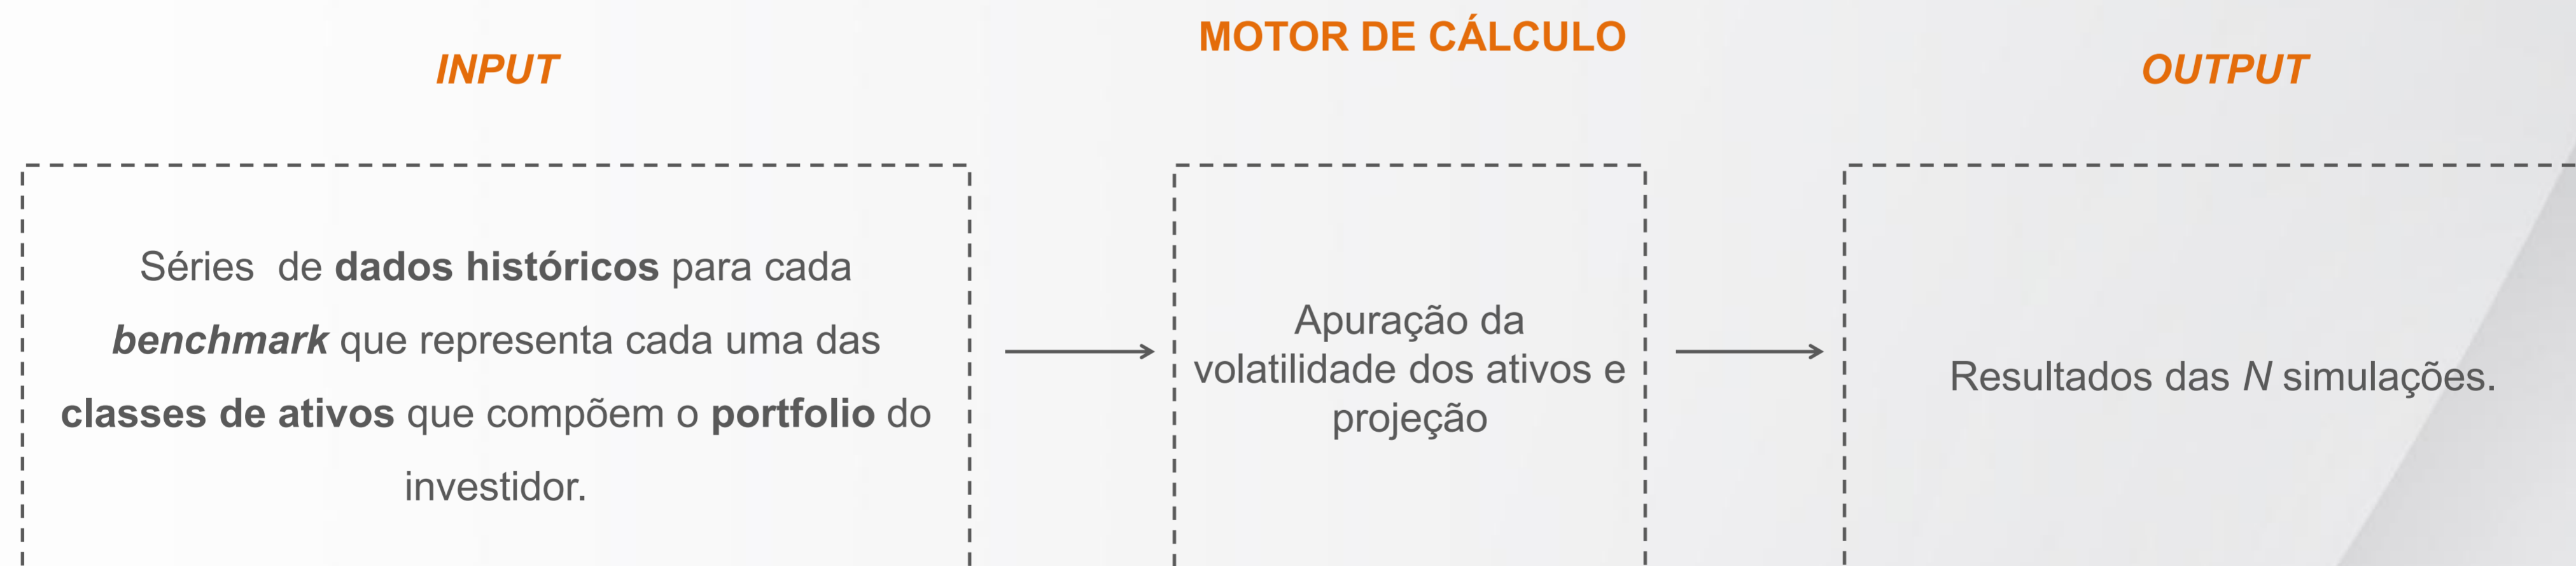 INPUT
MOTOR DE CÁLCULO
OUTPUT
Séries de dados históricos para cada
benchmark que representa cada uma das
classes de ativos que compõem o portfolio do
investidor.
Apuração da
volatilidade dos ativos e
projeção
Resultados das N simulações.